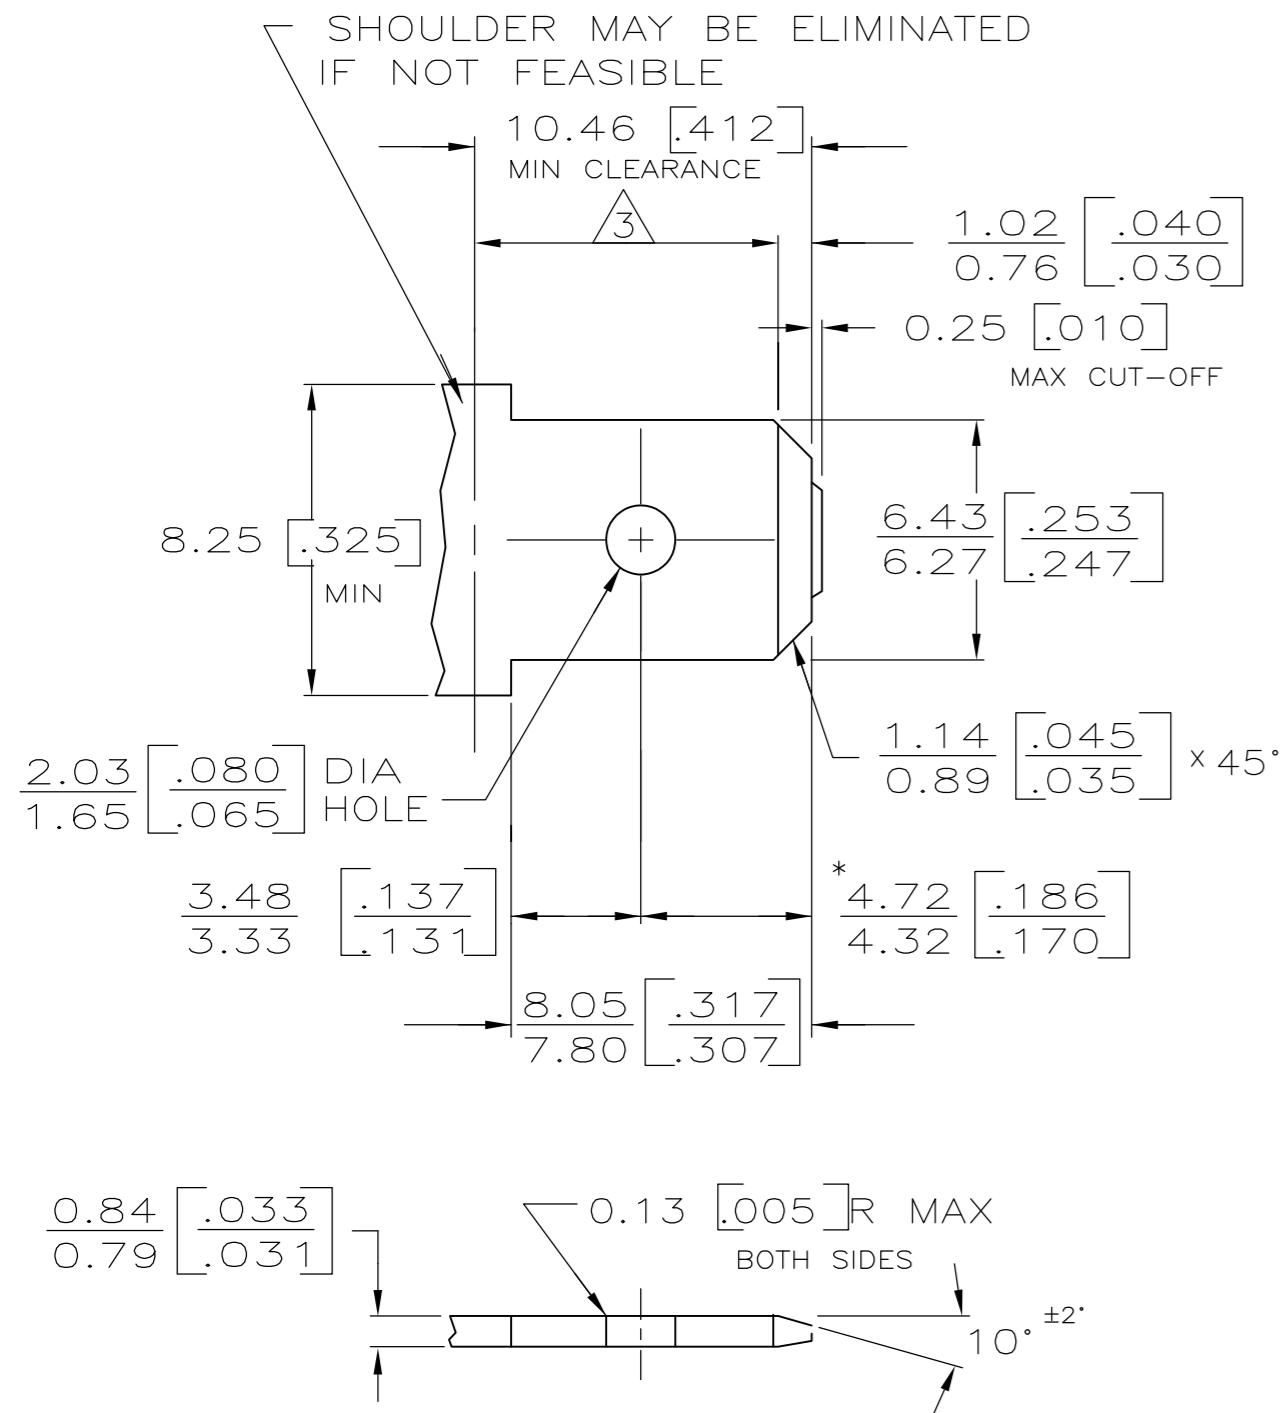 SHOULDER MAY BE ELIMINATED
IF NOT FEASIBLE
10.46 [.412]
MIN CLEARANCE
3
1.02 [.040
0.76 .030]
0.25 [.010]
MAX CUT-OFF
8.25 [.325]
MIN
6.43 [.253
6.27 .247]
2.03 [.080 DIA
1.65 .065] HOLE
1.14 [.045
0.89 .035] x 45°
3.48 [.137
3.33 .131]
*4.72 [.186
4.32 .170]
8.05 [.317
7.80 .307]
0.84 [.033
0.79 .031]
0.13 [.005]R MAX
BOTH SIDES
10° ±2°